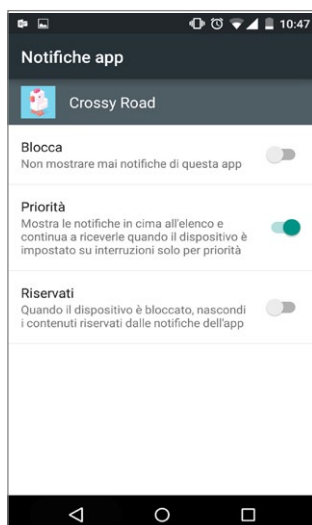 10:47
Notifiche app
Crossy Road
Blocca
Non mostrare mai notifiche di questa app
Priorità
Mostra le notifiche in cima all'elenco e
continua a riceverle quando il dispositivo è
impostato su interruzioni solo per priorità
Riservati
Quando il dispositivo è bloccato, nascondi
i contenuti riservati dalle notifiche dell'app